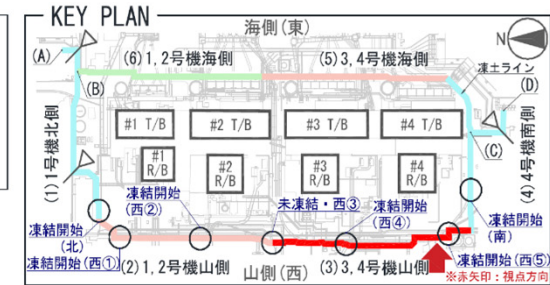 KEY PLAN
海側(東)
N
(A)
(6)1,2号機海側
(5)3,4号機海側
凍土ライン
(B)
(D)
#1 T/B
#2 T/B
#3 T/B
#4 T/B
(C)
(1)1号機北側
(4)4号機南側
#1
R/B
#2
R/B
#3
R/B
#4
R/B
凍結開始
(西②)
未凍結・西③
凍結開始
(西④)
凍結開始
(北)
凍結開始
(南)
凍結開始(西①)
(2)1,2号機山側
(3)3,4号機山側
凍結開始(西⑤)
山側(西)
※赤矢印:視点方向